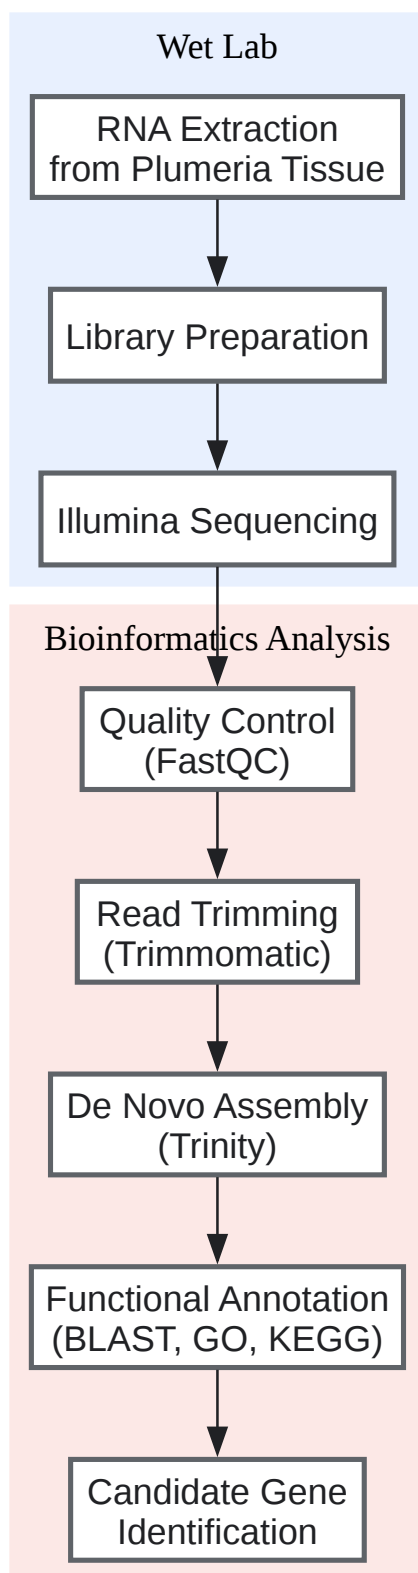 Wet Lab
RNA Extraction
from Plumeria Tissue
Library Preparation
Illumina Sequencing
Bioinformatics Analysis
Quality Control
(FastQC)
Read Trimming
(Trimmomatic)
De Novo Assembly
(Trinity)
Functional Annotation
(BLAST, GO, KEGG)
Candidate Gene
Identification